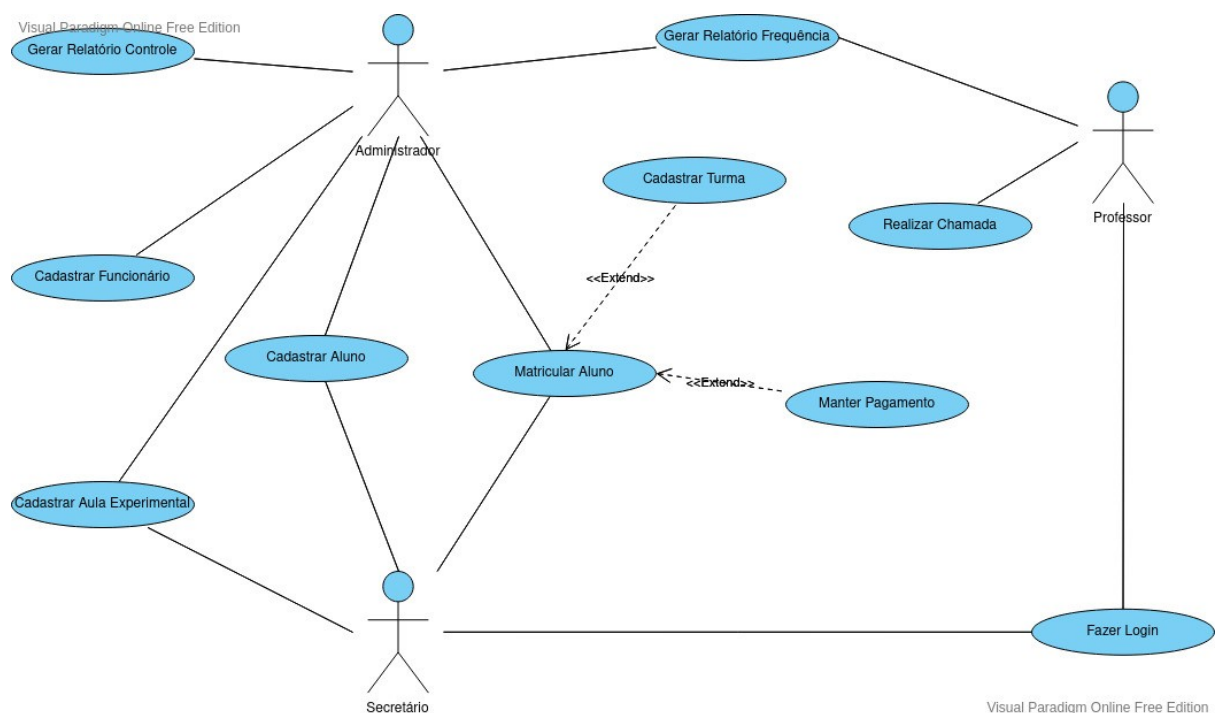 Visual Paradigm Online Free Edition
Gerar Relatório Controle
Gerar Relatório Frequência
Administrador
Cadastrar Turma
Professor
Realizar Chamada
Cadastrar Funcionário
<<Extend>>
Cadastrar Aluno
Matricular Aluno
<<Extend>>
Manter Pagamento
Cadastrar Aula Experimental
Fazer Login
Secretário
Visual Paradigm Online Free Edition